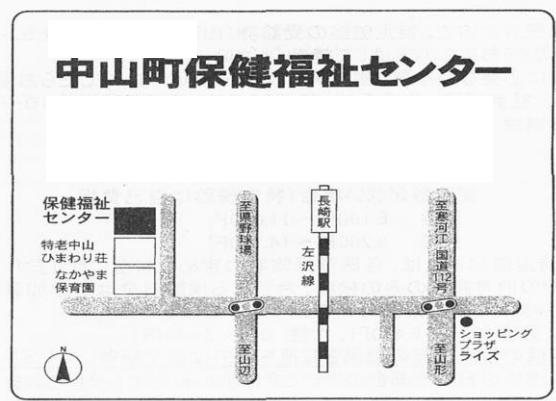 中山町保健福祉センター
保健福祉
センター
特老中山
ひまわり荘
なかやま
保育園
至県野球場
至山辺
長崎駅
左沢線
至寒河江・国道112号
至山形
ショッピング
プラザ
ライズ
N